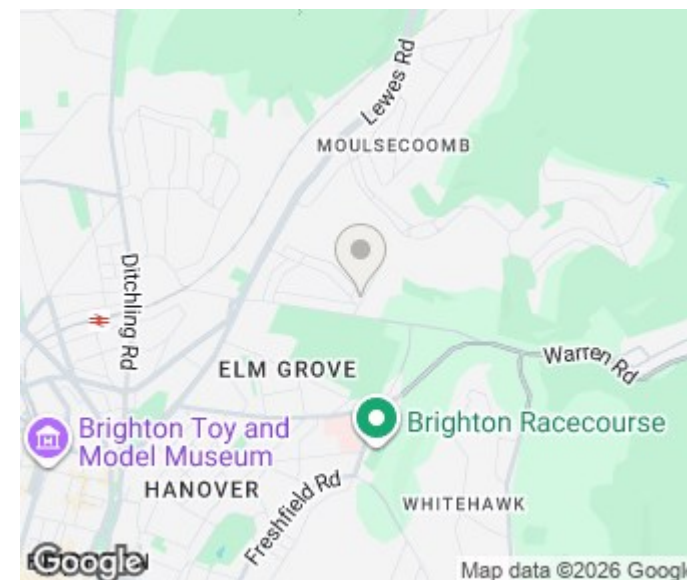 Lewes Rd
MOULSECOOMB
Ditchling Rd
Warren Rd
ELM GROVE
Brighton Racecourse
Brighton Toy and
Model Museum
HANOVER
Freshfield Rd
WHITEHAWK
Google
Map data ©2026 Google